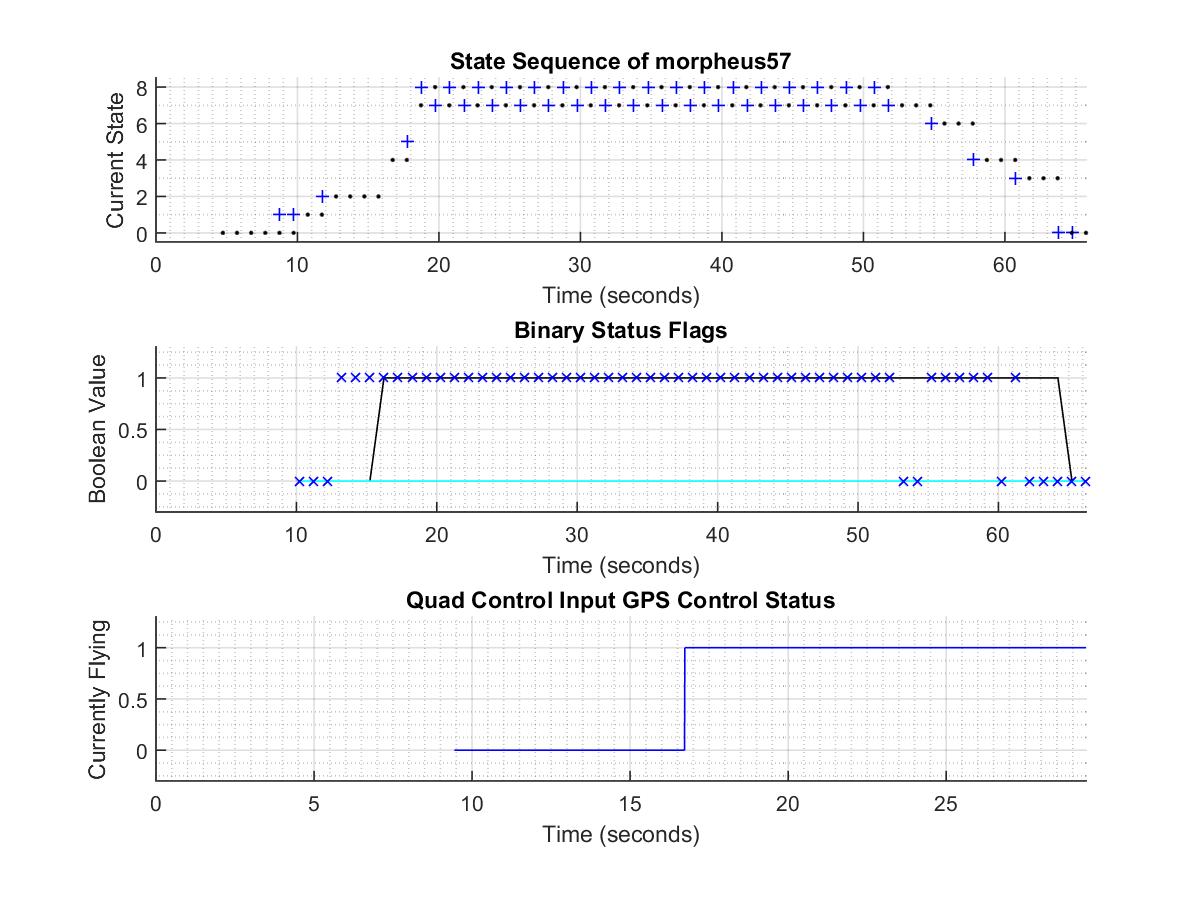 State Sequence of morpheus57
Current State
8
6
4
2
0
0 10 20 30 40 50 60
Time (seconds)
Binary Status Flags
Boolean Value
1
0.5
0
0 10 20 30 40 50 60
Time (seconds)
Quad Control Input GPS Control Status
Currently Flying
1
0.5
0
0 5 10 15 20 25
Time (seconds)